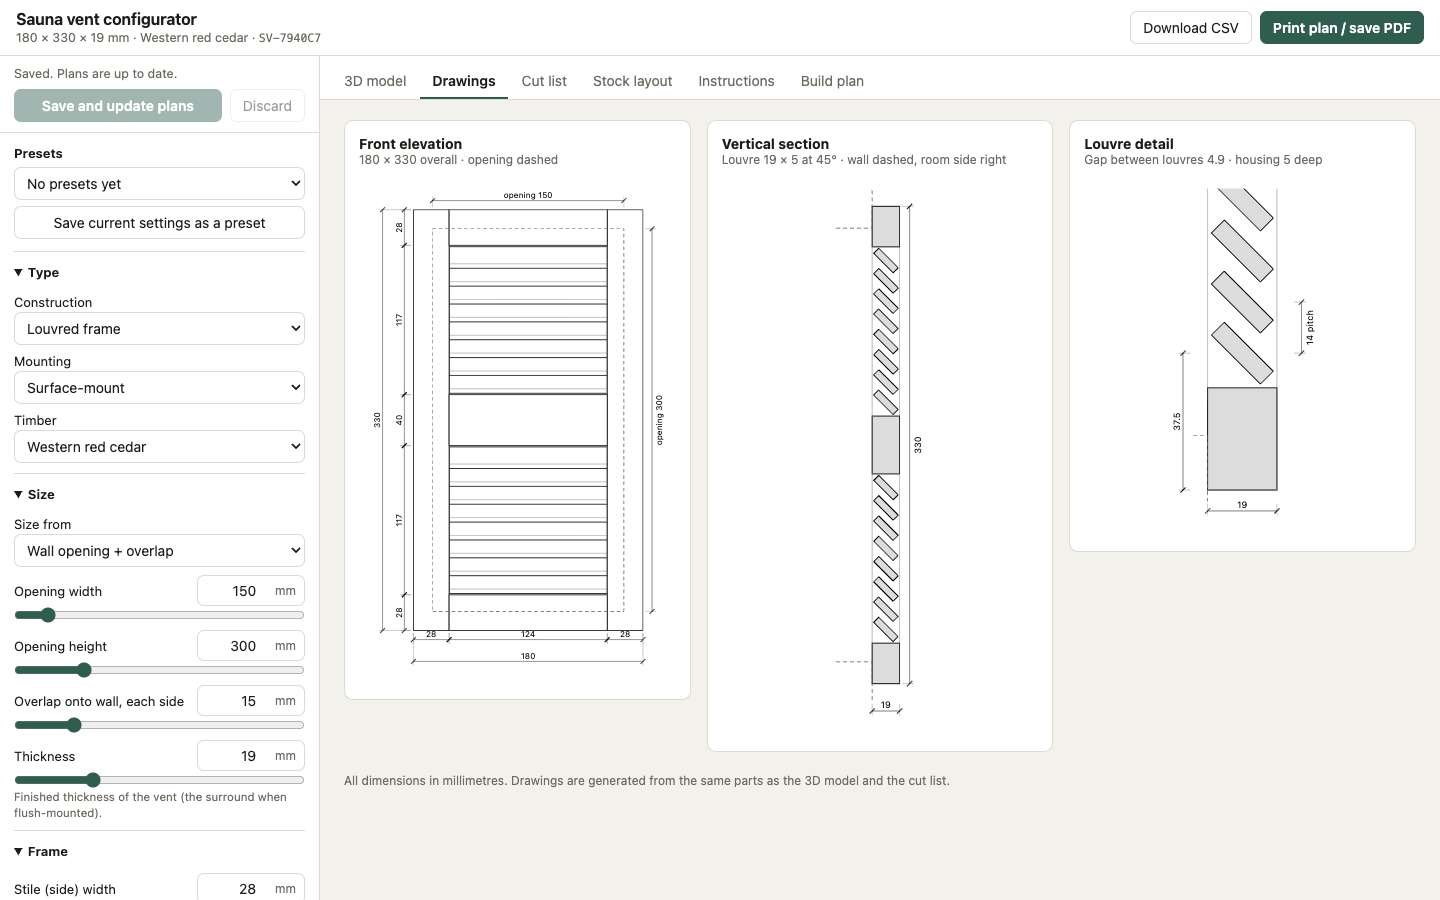 Sauna vent configurator
180 × 330 × 19 mm · Western red cedar · SV-7940C7
Download CSV
Print plan / save PDF
Saved. Plans are up to date.
Save and update plans
Discard
Presets
No presets yet
Save current settings as a preset
Type
Construction
Louvred frame
Mounting
Surface-mount
Timber
Western red cedar
Size
Size from
Wall opening + overlap
Opening width
150 mm
Opening height
300 mm
Overlap onto wall, each side
15 mm
Thickness
19 mm
Finished thickness of the vent (the surround when
flush-mounted).
Frame
Stile (side) width
28 mm
3D model
Drawings
Cut list
Stock layout
Instructions
Build plan
Front elevation
180 × 330 overall · opening dashed
opening 150
28
117
330
40
opening 300
117
28
28
124
28
180
Vertical section
Louvre 19 × 5 at 45° · wall dashed, room side right
330
19
Louvre detail
Gap between louvres 4.9 · housing 5 deep
14 pitch
37.5
19
All dimensions in millimetres. Drawings are generated from the same parts as the 3D model and the cut list.